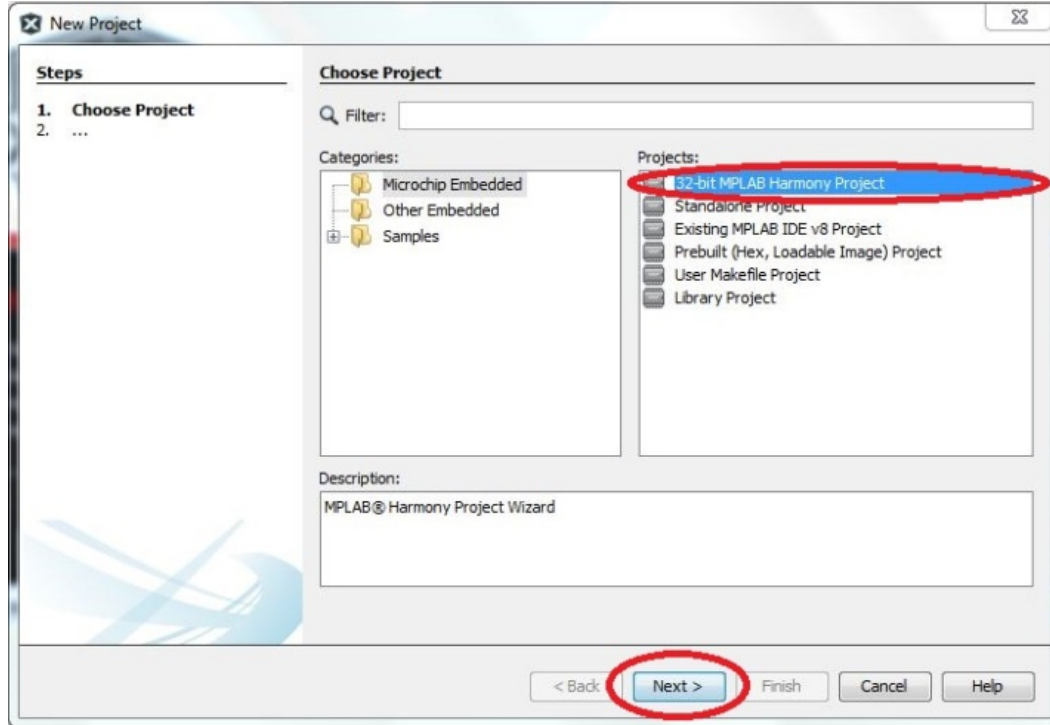 New Project
Steps
1. Choose Project
2. ...
Choose Project
Filter:
Categories:
Microchip Embedded
Other Embedded
Samples
Projects:
32-bit MPLAB Harmony Project
Standalone Project
Existing MPLAB IDE v8 Project
Prebuilt (Hex, Loadable Image) Project
User Makefile Project
Library Project
Description:
MPLAB® Harmony Project Wizard
< Back Next > Finish Cancel Help